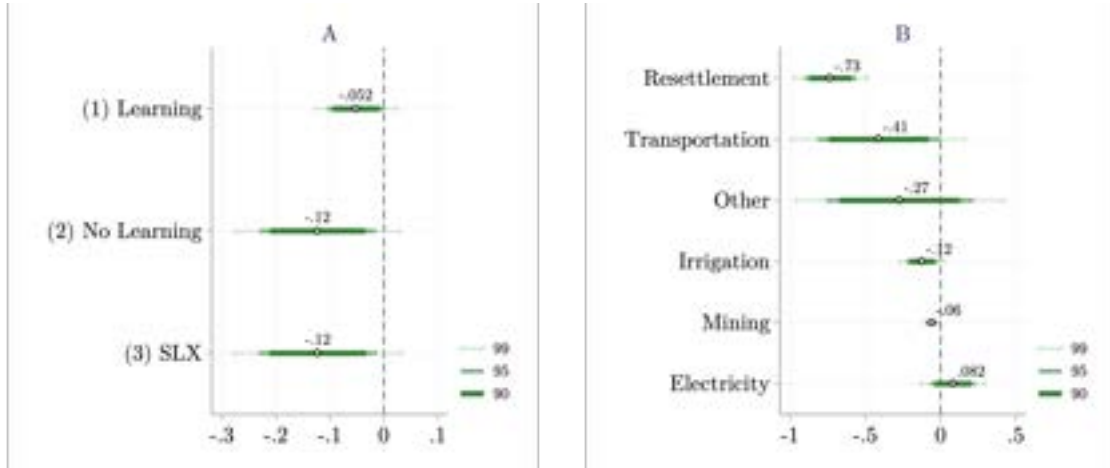 A
-.052
(1) Learning
-.12
(2) No Learning
-.12
(3) SLX
99
95
90
-.3 -.2 -.1 0 .1
B
-.73
Resettlement
-.41
Transportation
-.27
Other
-.12
Irrigation
-.06
Mining
.082
Electricity
99
95
90
-1 -.5 0 .5